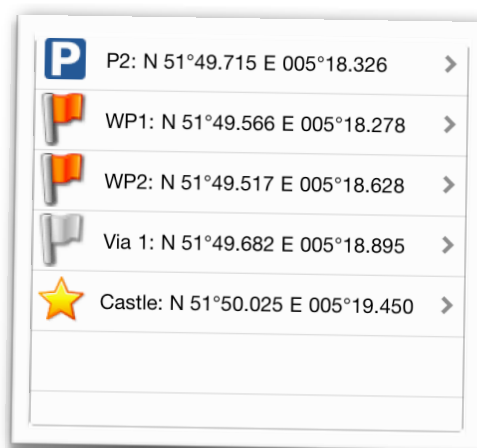 P P2: N 51°49.715 E 005°18.326
WP1: N 51°49.566 E 005°18.278
WP2: N 51°49.517 E 005°18.628
Via 1: N 51°49.682 E 005°18.895
Castle: N 51°50.025 E 005°19.450